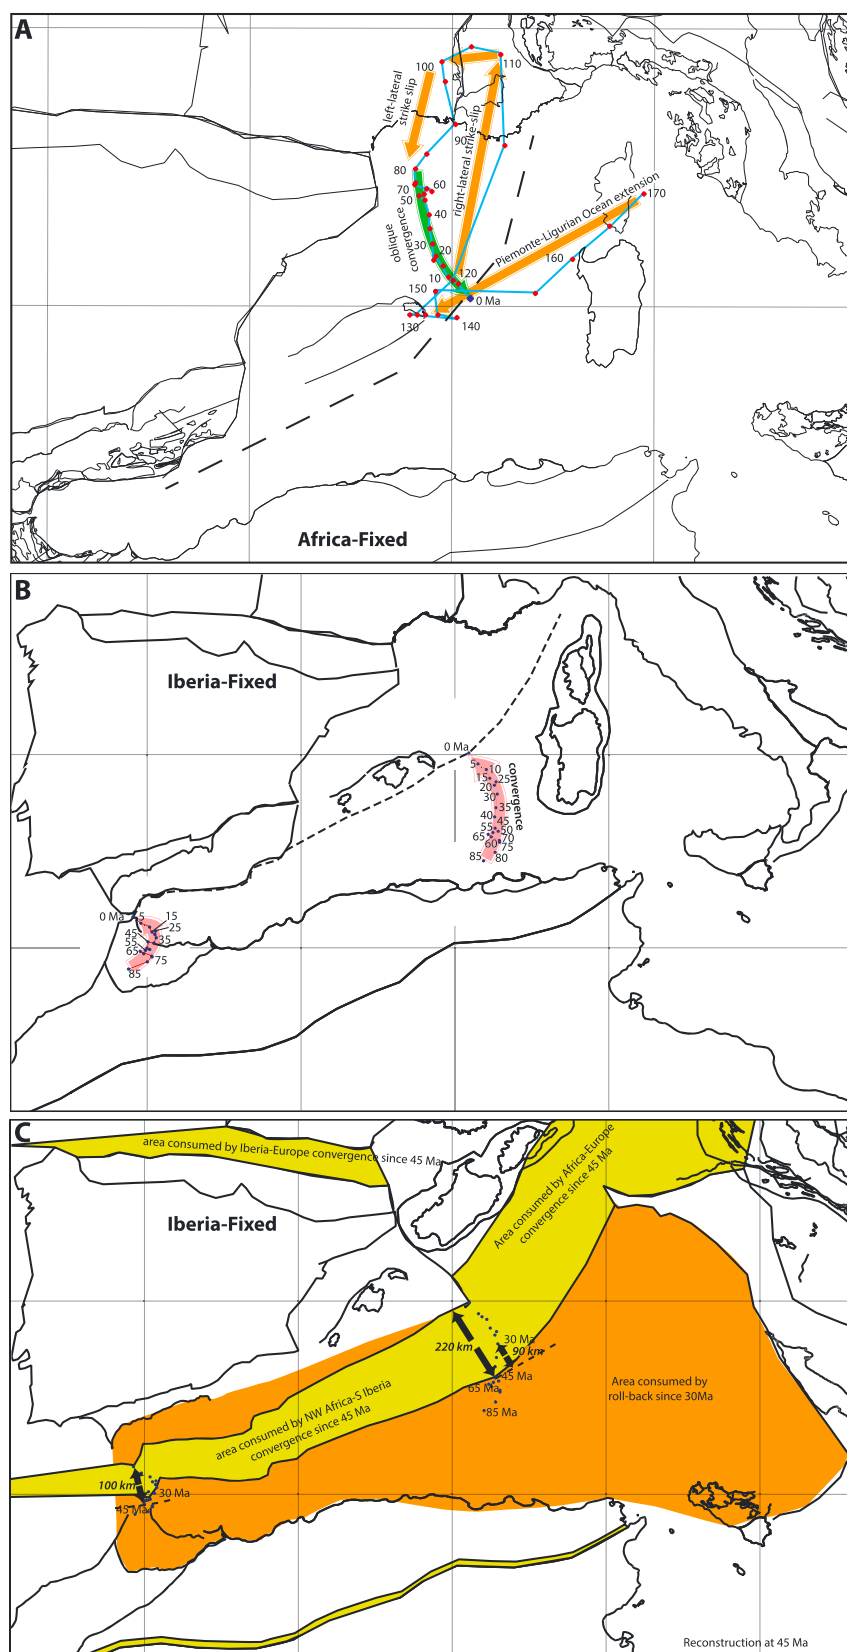 A
100
110
left-lateral
strike slip
90
right-lateral strike-slip
80
70
60
50
40
oblique
convergence
30
20
10
120
150
0 Ma
130
140
Piemonte-Ligurian Ocean extension
170
160
Africa-Fixed
B
Iberia-Fixed
0 Ma
5
10
15
25
20
30
35
40
45
55
50
65
70
60
75
85
80
convergence
0 Ma
5
15
25
45
35
55
65
75
85
C
area consumed by Iberia-Europe convergence since 45 Ma
Iberia-Fixed
Area consumed by Africa-Europe
convergence since 45 Ma
220 km
30 Ma
90 km
45 Ma
65 Ma
85 Ma
Area consumed by
roll-back since 30Ma
area consumed by NW Africa-S Iberia
convergence since 45 Ma
100 km
30 Ma
45 Ma
Reconstruction at 45 Ma